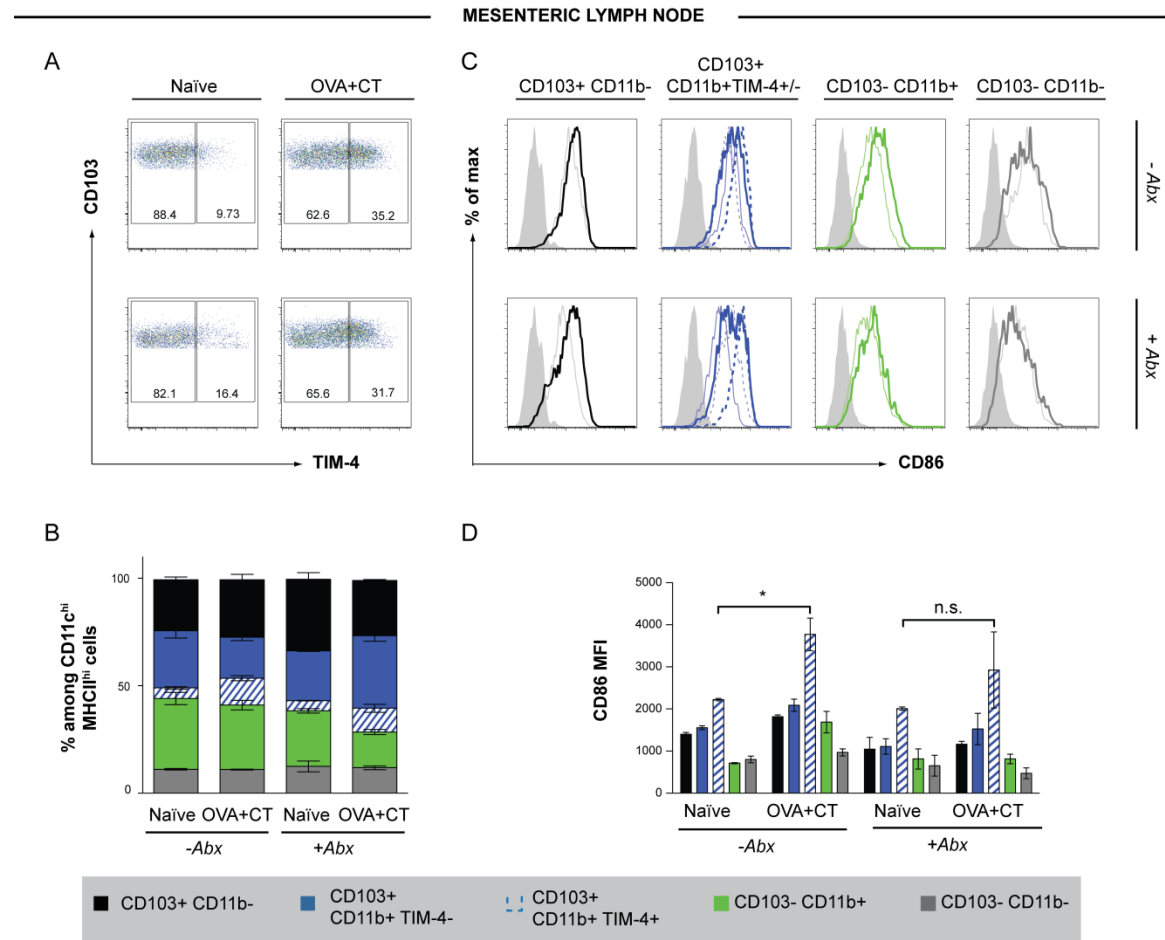 MESENTERIC LYMPH NODE
A
Naïve
OVA+CT
CD103
88.4
9.73
62.6
35.2
82.1
16.4
65.6
31.7
TIM-4
C
CD103+ CD11b-
CD103+
CD11b+TIM-4+/-
CD103- CD11b+
CD103- CD11b-
% of max
- Abx
+ Abx
CD86
B
% among CD11chi
MHCIIhi cells
100
50
0
Naïve
OVA+CT
Naïve
OVA+CT
-Abx
+Abx
D
CD86 MFI
5000
4000
3000
2000
1000
0
*
n.s.
Naïve
OVA+CT
Naïve
OVA+CT
-Abx
+Abx
CD103+ CD11b-
CD103+
CD11b+ TIM-4-
CD103+
CD11b+ TIM-4+
CD103- CD11b+
CD103- CD11b-